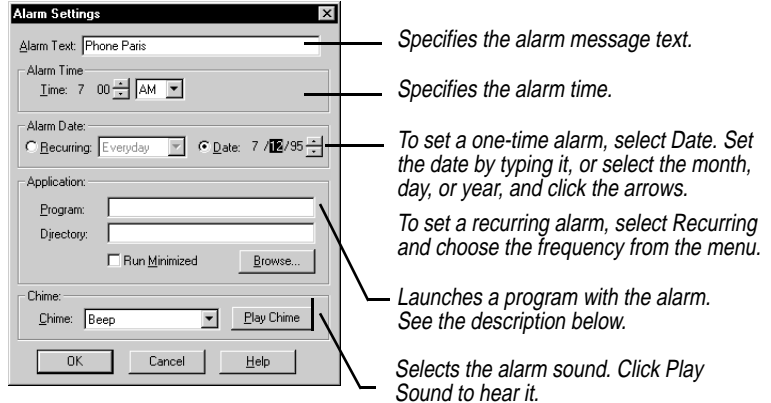 Alarm Settings
Alarm Text: Phone Paris
Specifies the alarm message text.
Alarm Time
Time: 7 00 AM
Specifies the alarm time.
Alarm Date:
Recurring: Everyday Date: 7 /12/95
To set a one-time alarm, select Date. Set
the date by typing it, or select the month,
day, or year, and click the arrows.
To set a recurring alarm, select Recurring
and choose the frequency from the menu.
Application:
Program:
Directory:
Run Minimized Browse...
Launches a program with the alarm.
See the description below.
Chime:
Chime: Beep Play Chime
Selects the alarm sound. Click Play
Sound to hear it.
OK Cancel Help